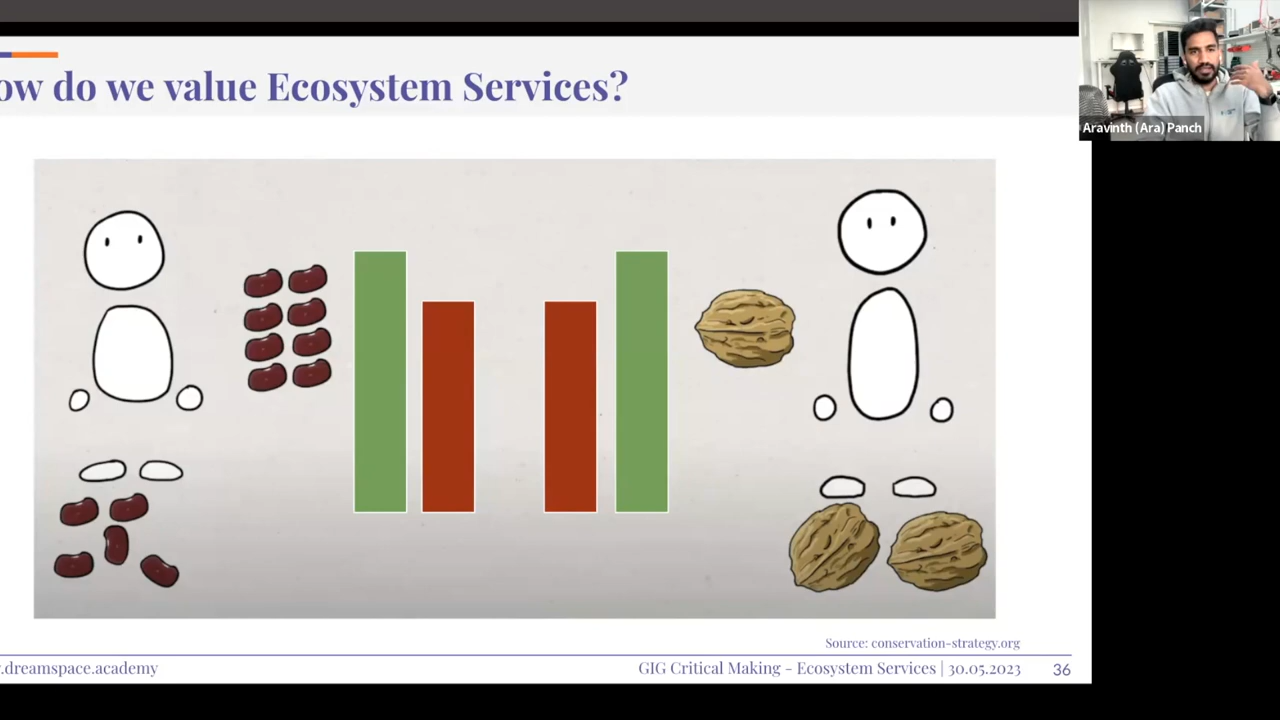 ow do we value Ecosystem Services?
Aravinth (Ara) Panch
Source: conservation-strategy.org
.dreamspace.academy
GIG Critical Making - Ecosystem Services | 30.05.2023
36